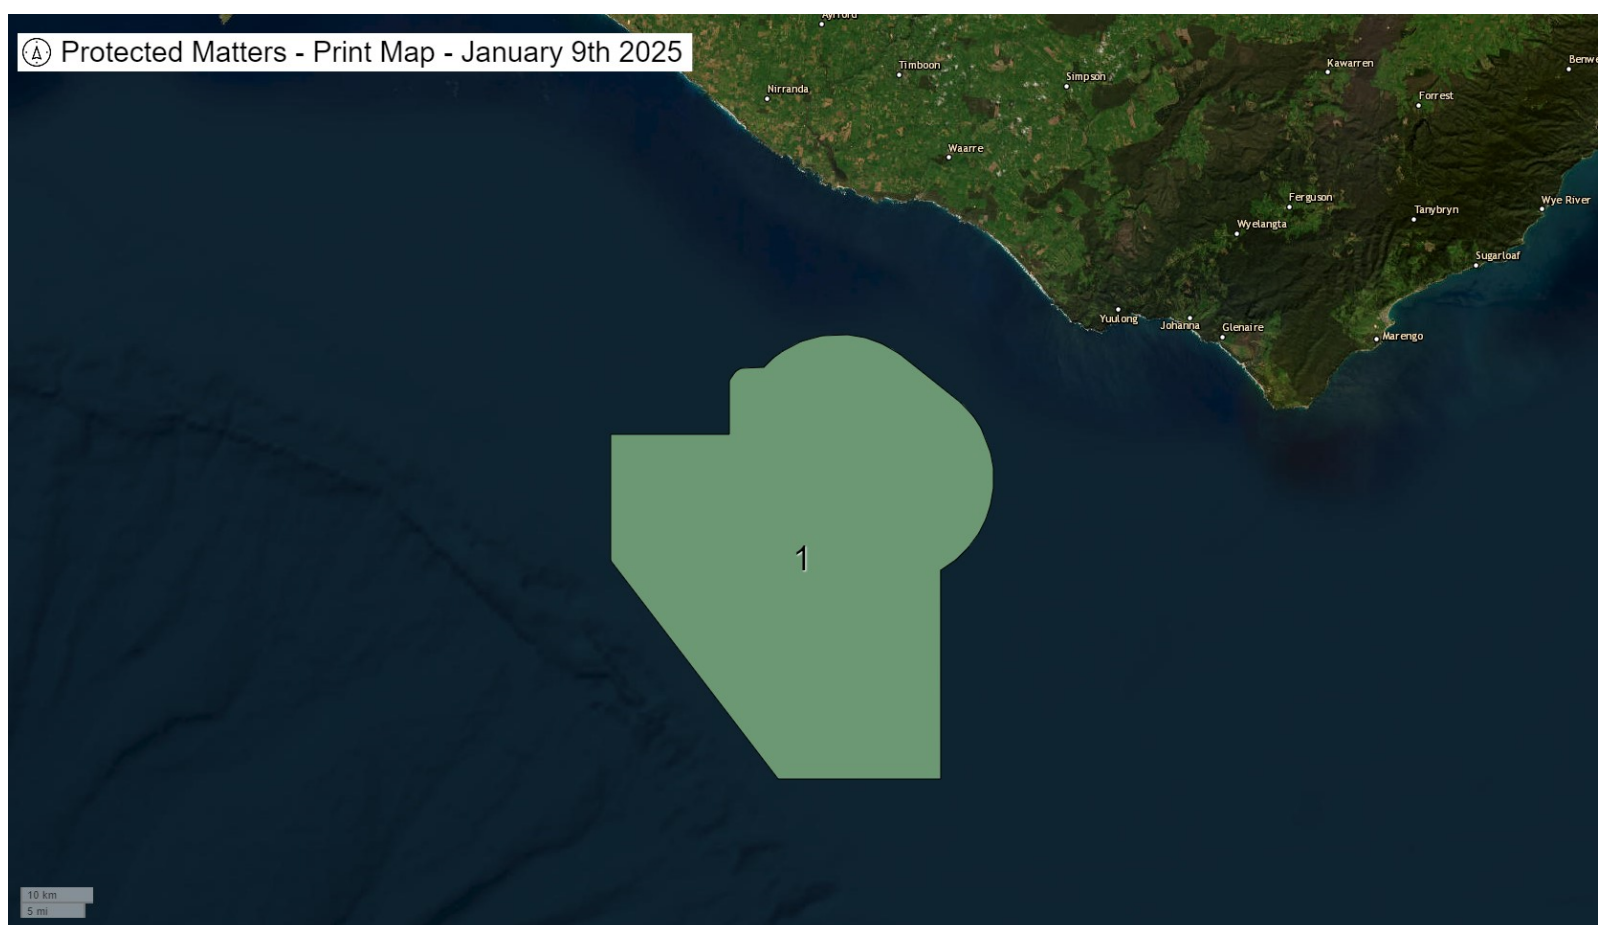 Ayrford
Protected Matters - Print Map - January 9th 2025
Timboon
Kawarren
Simpson
Nirranda
Forrest
Waarre
Ferguson
Wye River
Tanybryn
Wyelangta
Sugarloaf
Yuulong
Johanna
Glenaire
Marengo
1
10 km
5 mi